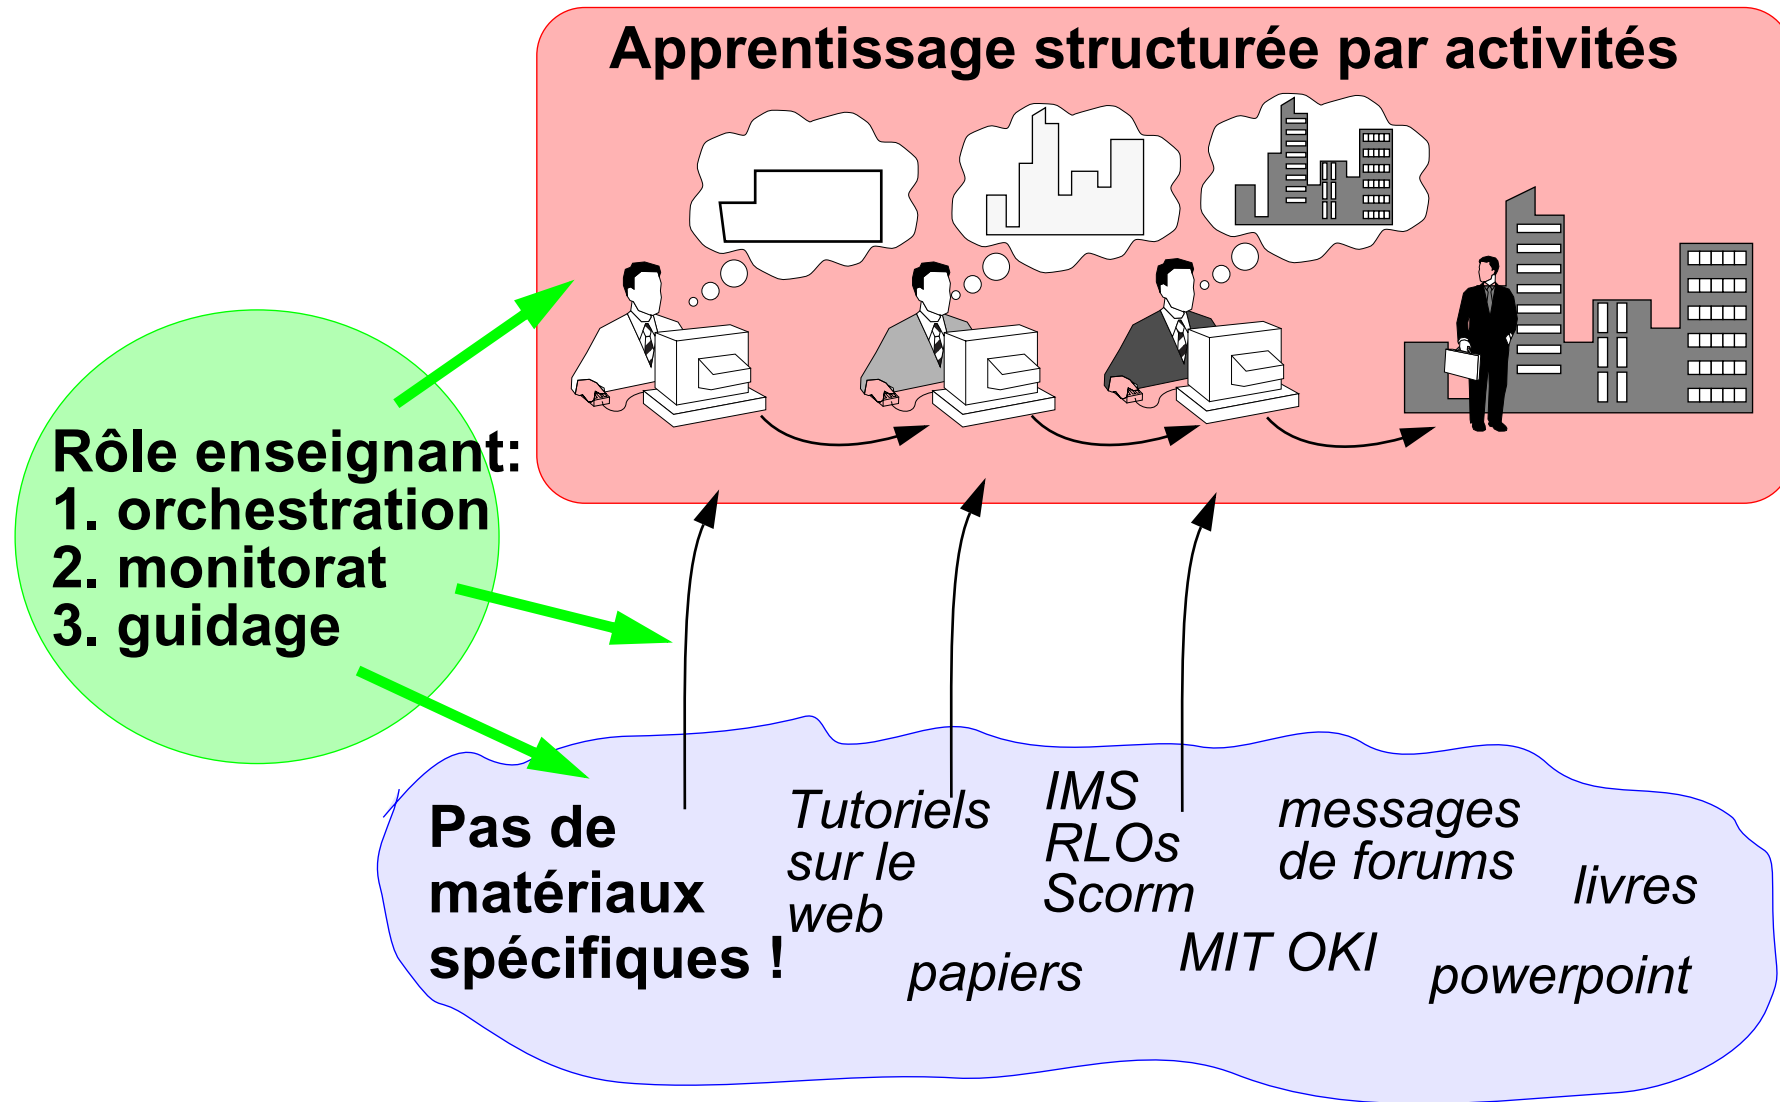 Apprentissage structurée par activités
Rôle enseignant:
1. orchestration
2. monitorat
3. guidage
Pas de
matériaux
spécifiques !
Tutoriels
sur le
web
IMS
RLOs
Scorm
messages
de forums
livres
papiers
MIT OKI
powerpoint